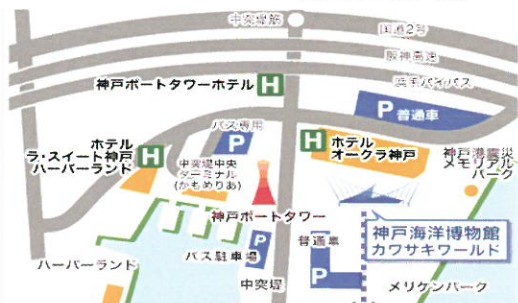 中突堤筋
国道2号
阪神高速
浜手バイパス
神戸ポートタワーホテル
H
P 普通車
バス専用
P
H
ホテル
オークラ神戸
ホテル
ラ・スイート神戸
ハーバーランド
H
中突堤中央
ターミナル
(かもめりあ)
神戸港震災
メモリアル
パーク
神戸ポートタワー
神戸海洋博物館
カワサキワールド
普通車
P
P
バス駐車場
ハーバーランド
中突堤
メリケンパーク